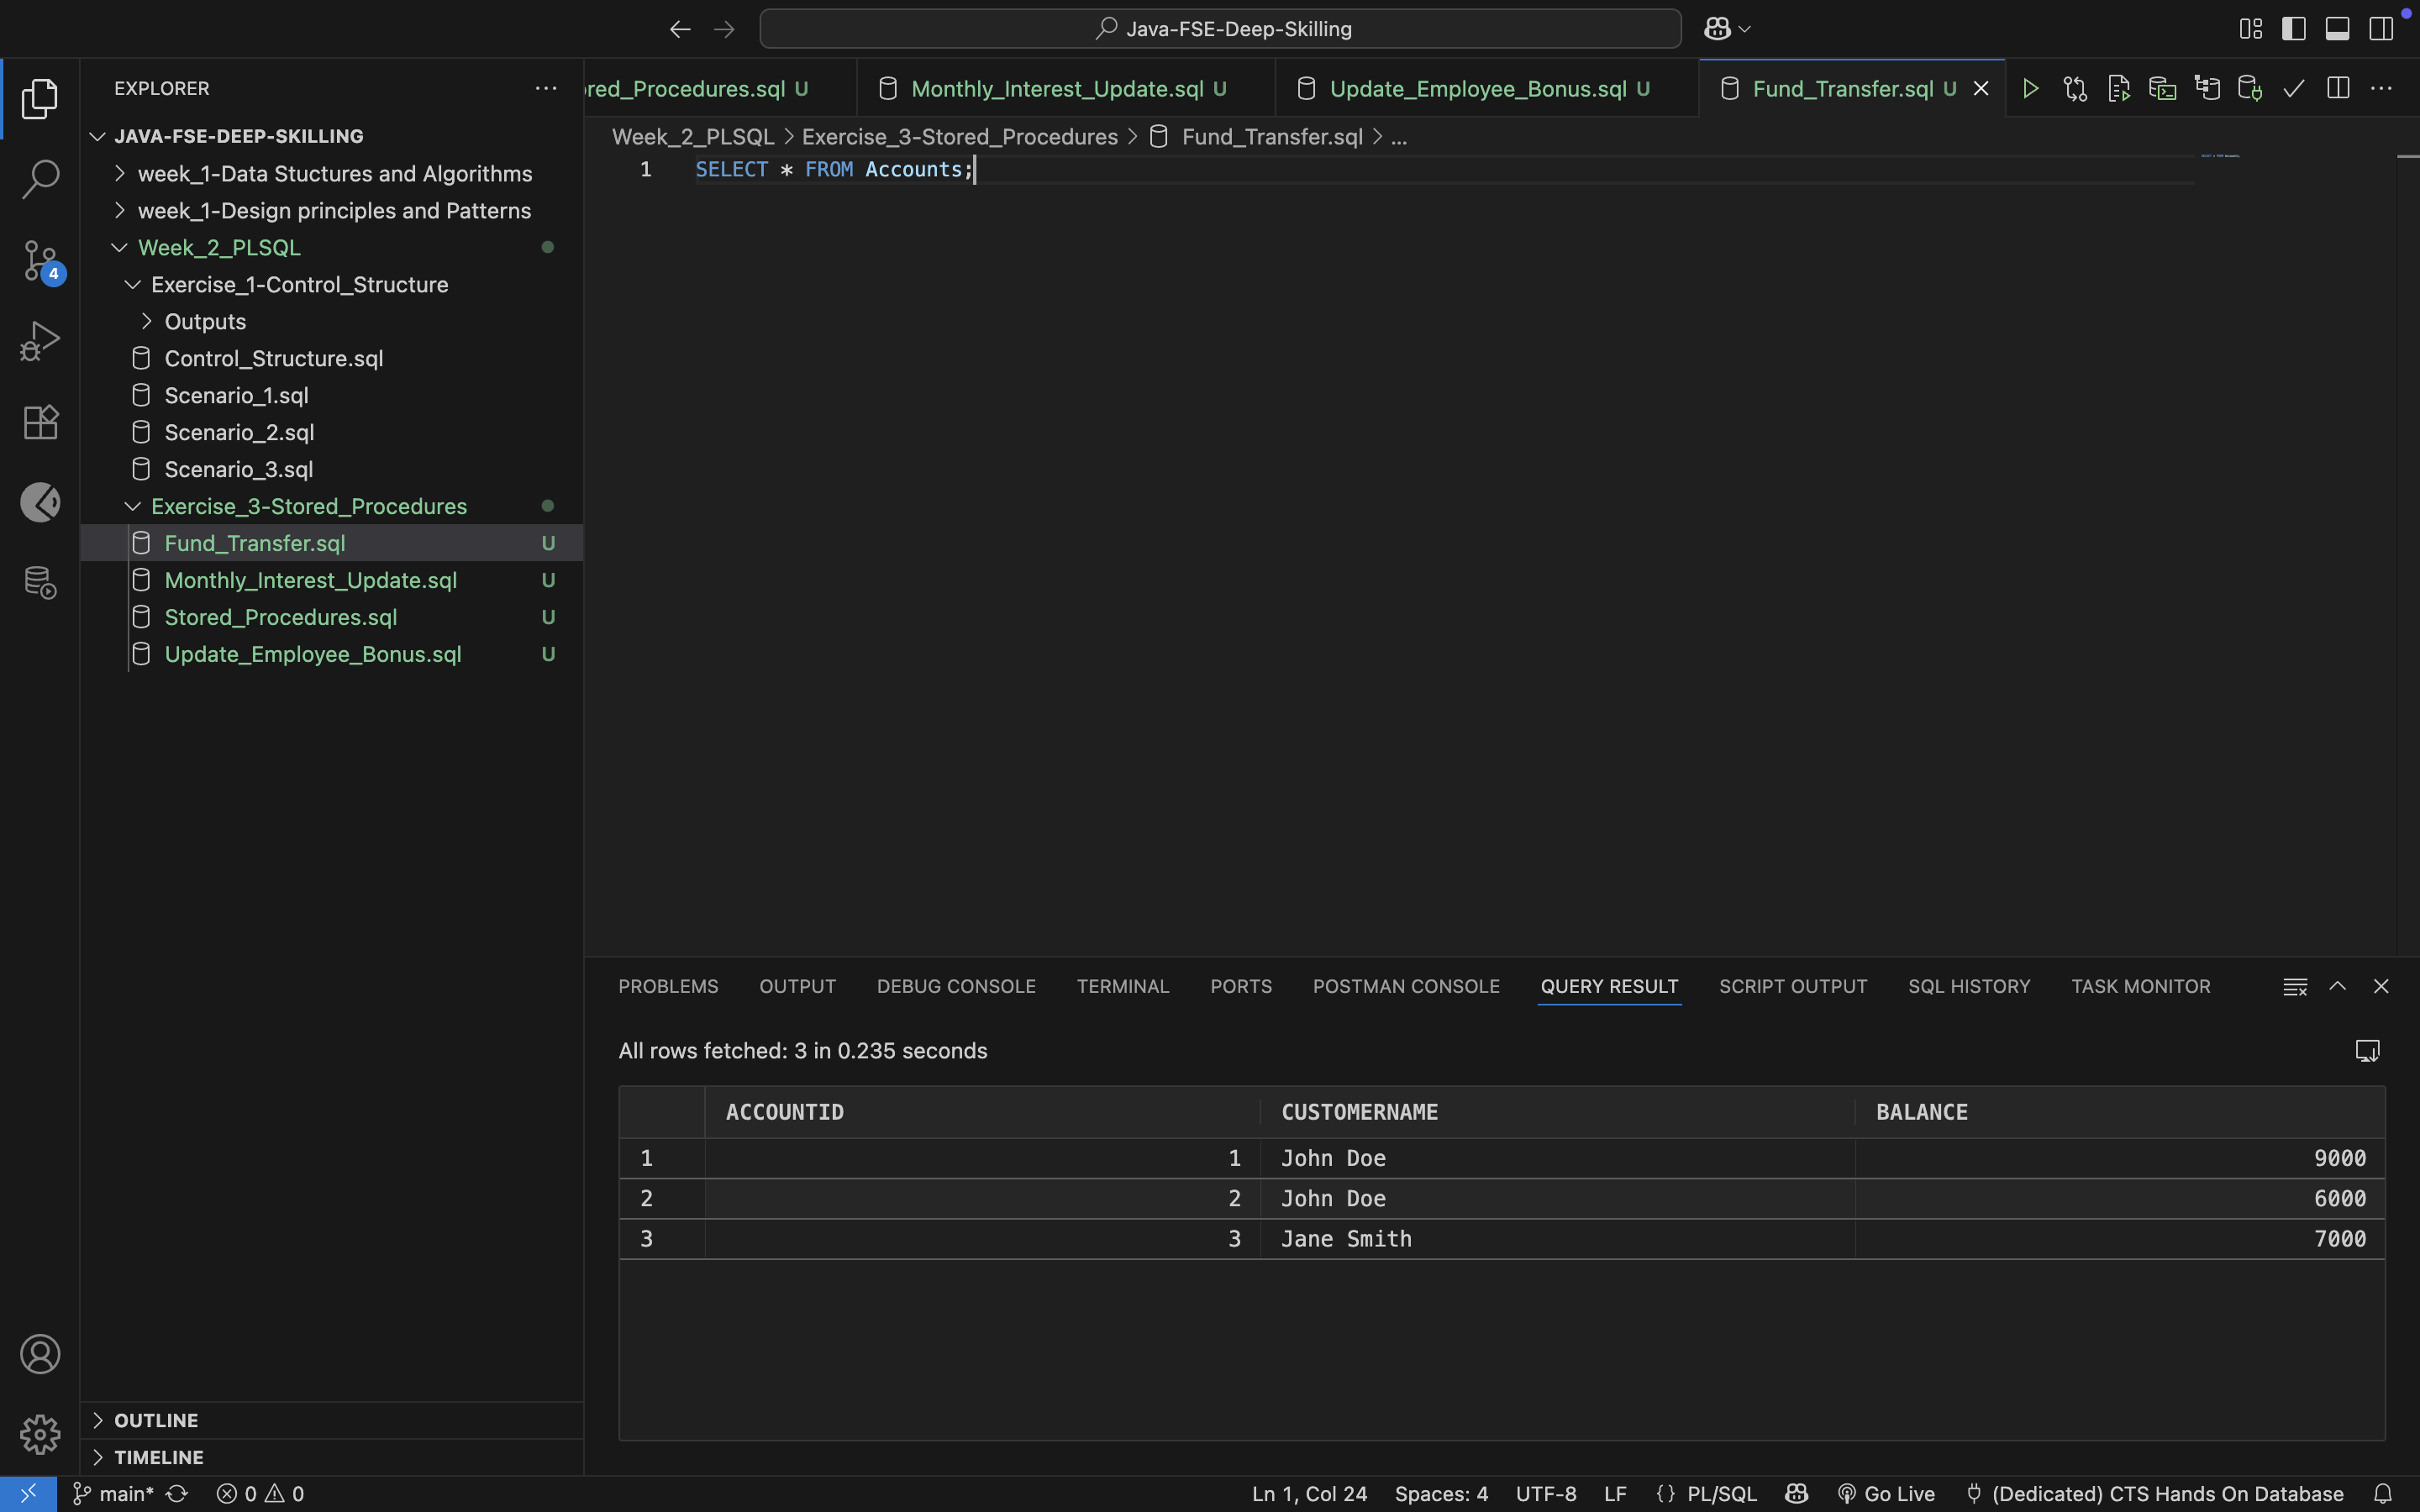 Java-FSE-Deep-Skilling
EXPLORER
JAVA-FSE-DEEP-SKILLING
week_1-Data Stuctures and Algorithms
week_1-Design principles and Patterns
Week_2_PLSQL
Exercise_1-Control_Structure
Outputs
Control_Structure.sql
Scenario_1.sql
Scenario_2.sql
Scenario_3.sql
Exercise_3-Stored_Procedures
Fund_Transfer.sql U
Monthly_Interest_Update.sql U
Stored_Procedures.sql U
Update_Employee_Bonus.sql U
OUTLINE
TIMELINE
4
red_Procedures.sql U Monthly_Interest_Update.sql U Update_Employee_Bonus.sql U Fund_Transfer.sql U
Week_2_PLSQL > Exercise_3-Stored_Procedures > Fund_Transfer.sql > ...
1 SELECT * FROM Accounts;
PROBLEMS OUTPUT DEBUG CONSOLE TERMINAL PORTS POSTMAN CONSOLE QUERY RESULT SCRIPT OUTPUT SQL HISTORY TASK MONITOR
All rows fetched: 3 in 0.235 seconds
ACCOUNTID CUSTOMERNAME BALANCE
1 1 John Doe 9000
2 2 John Doe 6000
3 3 Jane Smith 7000
main* 0 0 Ln 1, Col 24 Spaces: 4 UTF-8 LF {} PL/SQL Go Live (Dedicated) CTS Hands On Database